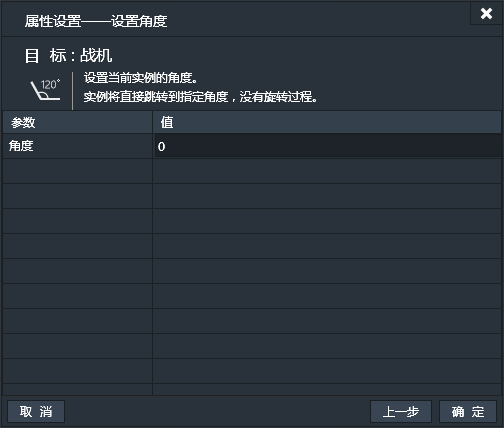 属性设置——设置角度
目 标：战机
120°
设置当前实例的角度。
实例将直接跳转到指定角度，没有旋转过程。
参数 值
角度 0
取 消 上一步 确 定